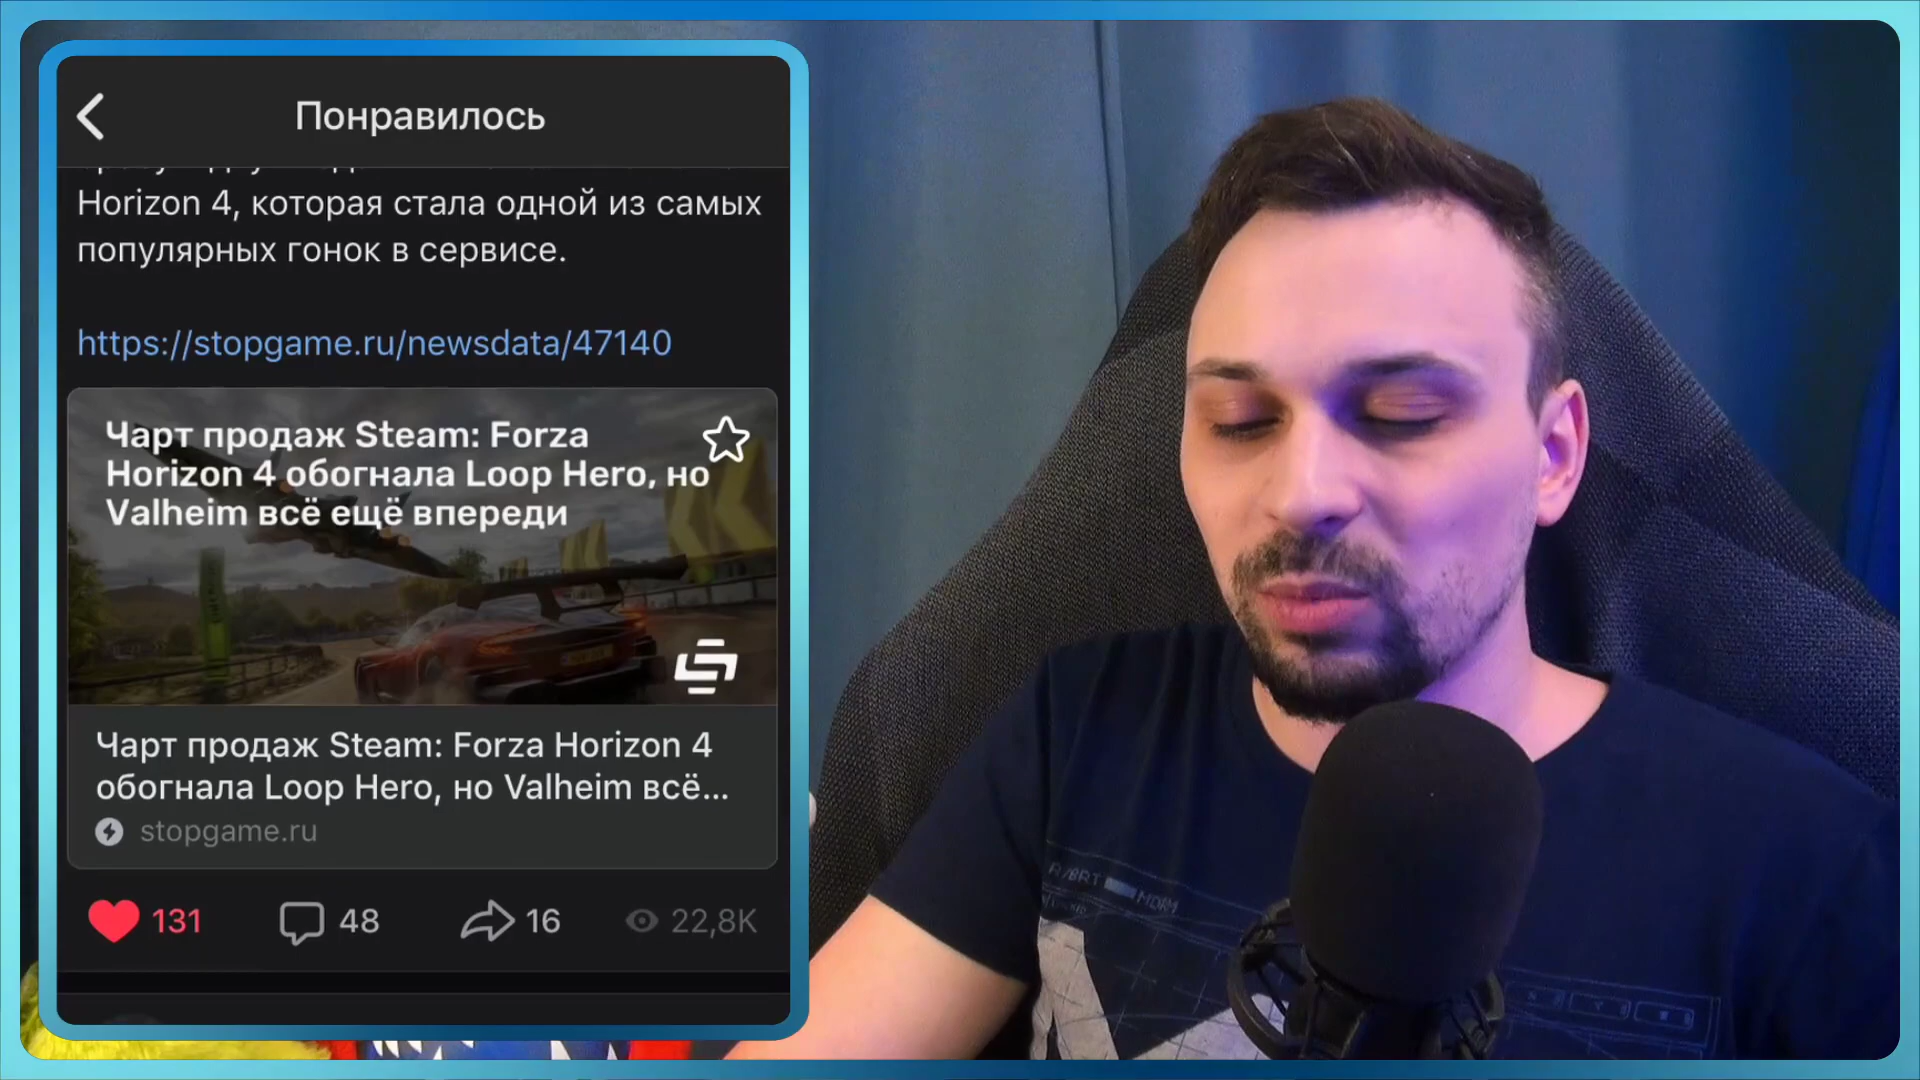 Понравилось
Horizon 4, которая стала одной из самых
популярных гонок в сервисе.
https://stopgame.ru/newsdata/47140
Чарт продаж Steam: Forza
Horizon 4 обогнала Loop Hero, но
Valheim всё ещё впереди
Чарт продаж Steam: Forza Horizon 4
обогнала Loop Hero, но Valheim всё...
stopgame.ru
131
48
16
22,8K
MDRM